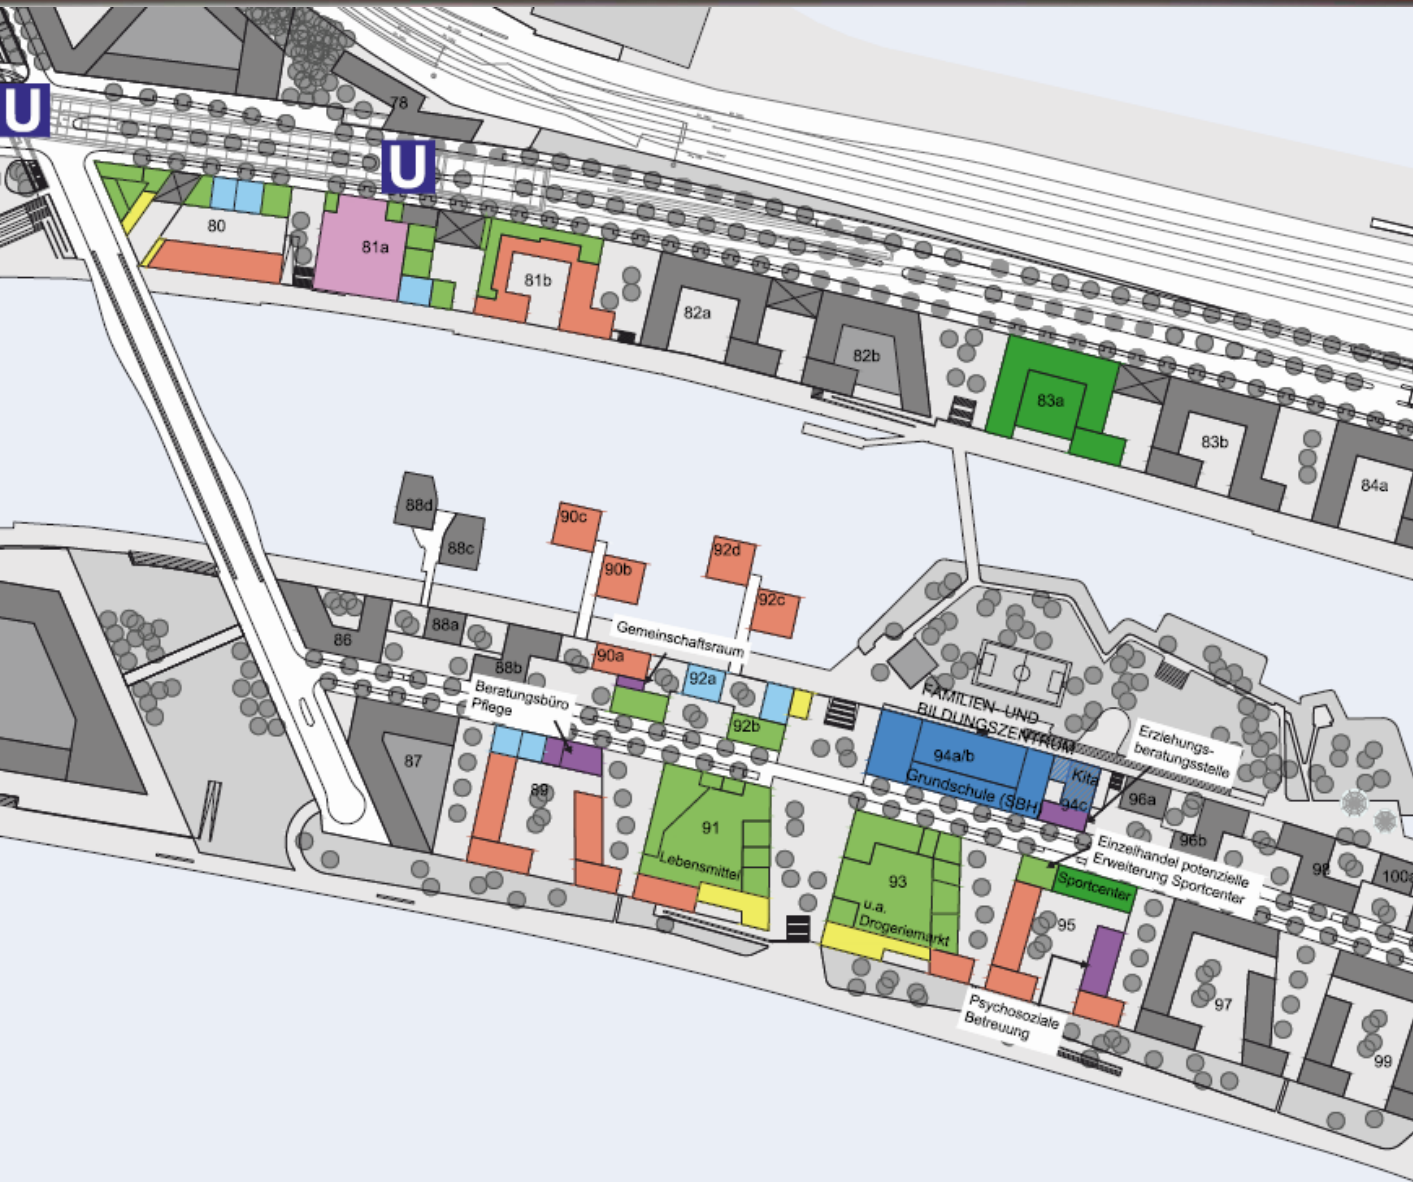 78
U
U
80
81a
81b
82a
82b
83a
83b
84a
88d
88c
90c
90b
92d
92c
86
88a
88b
90a
Gemeinschaftsraum
92a
92b
Beratungsbüro
Pflege
FAMILIEN- UND
BILDUNGSZENTRUM
94a/b
Grundschule (SBH)
Kita
94c
Erziehungs-
beratungsstelle
96a
96b
98
100a
87
89
91
Lebensmittel
93
u.a.
Drogeriemarkt
Einzelhandel potenzielle
Erweiterung Sportcenter
Sportcenter
95
97
99
Psychosoziale
Betreuung